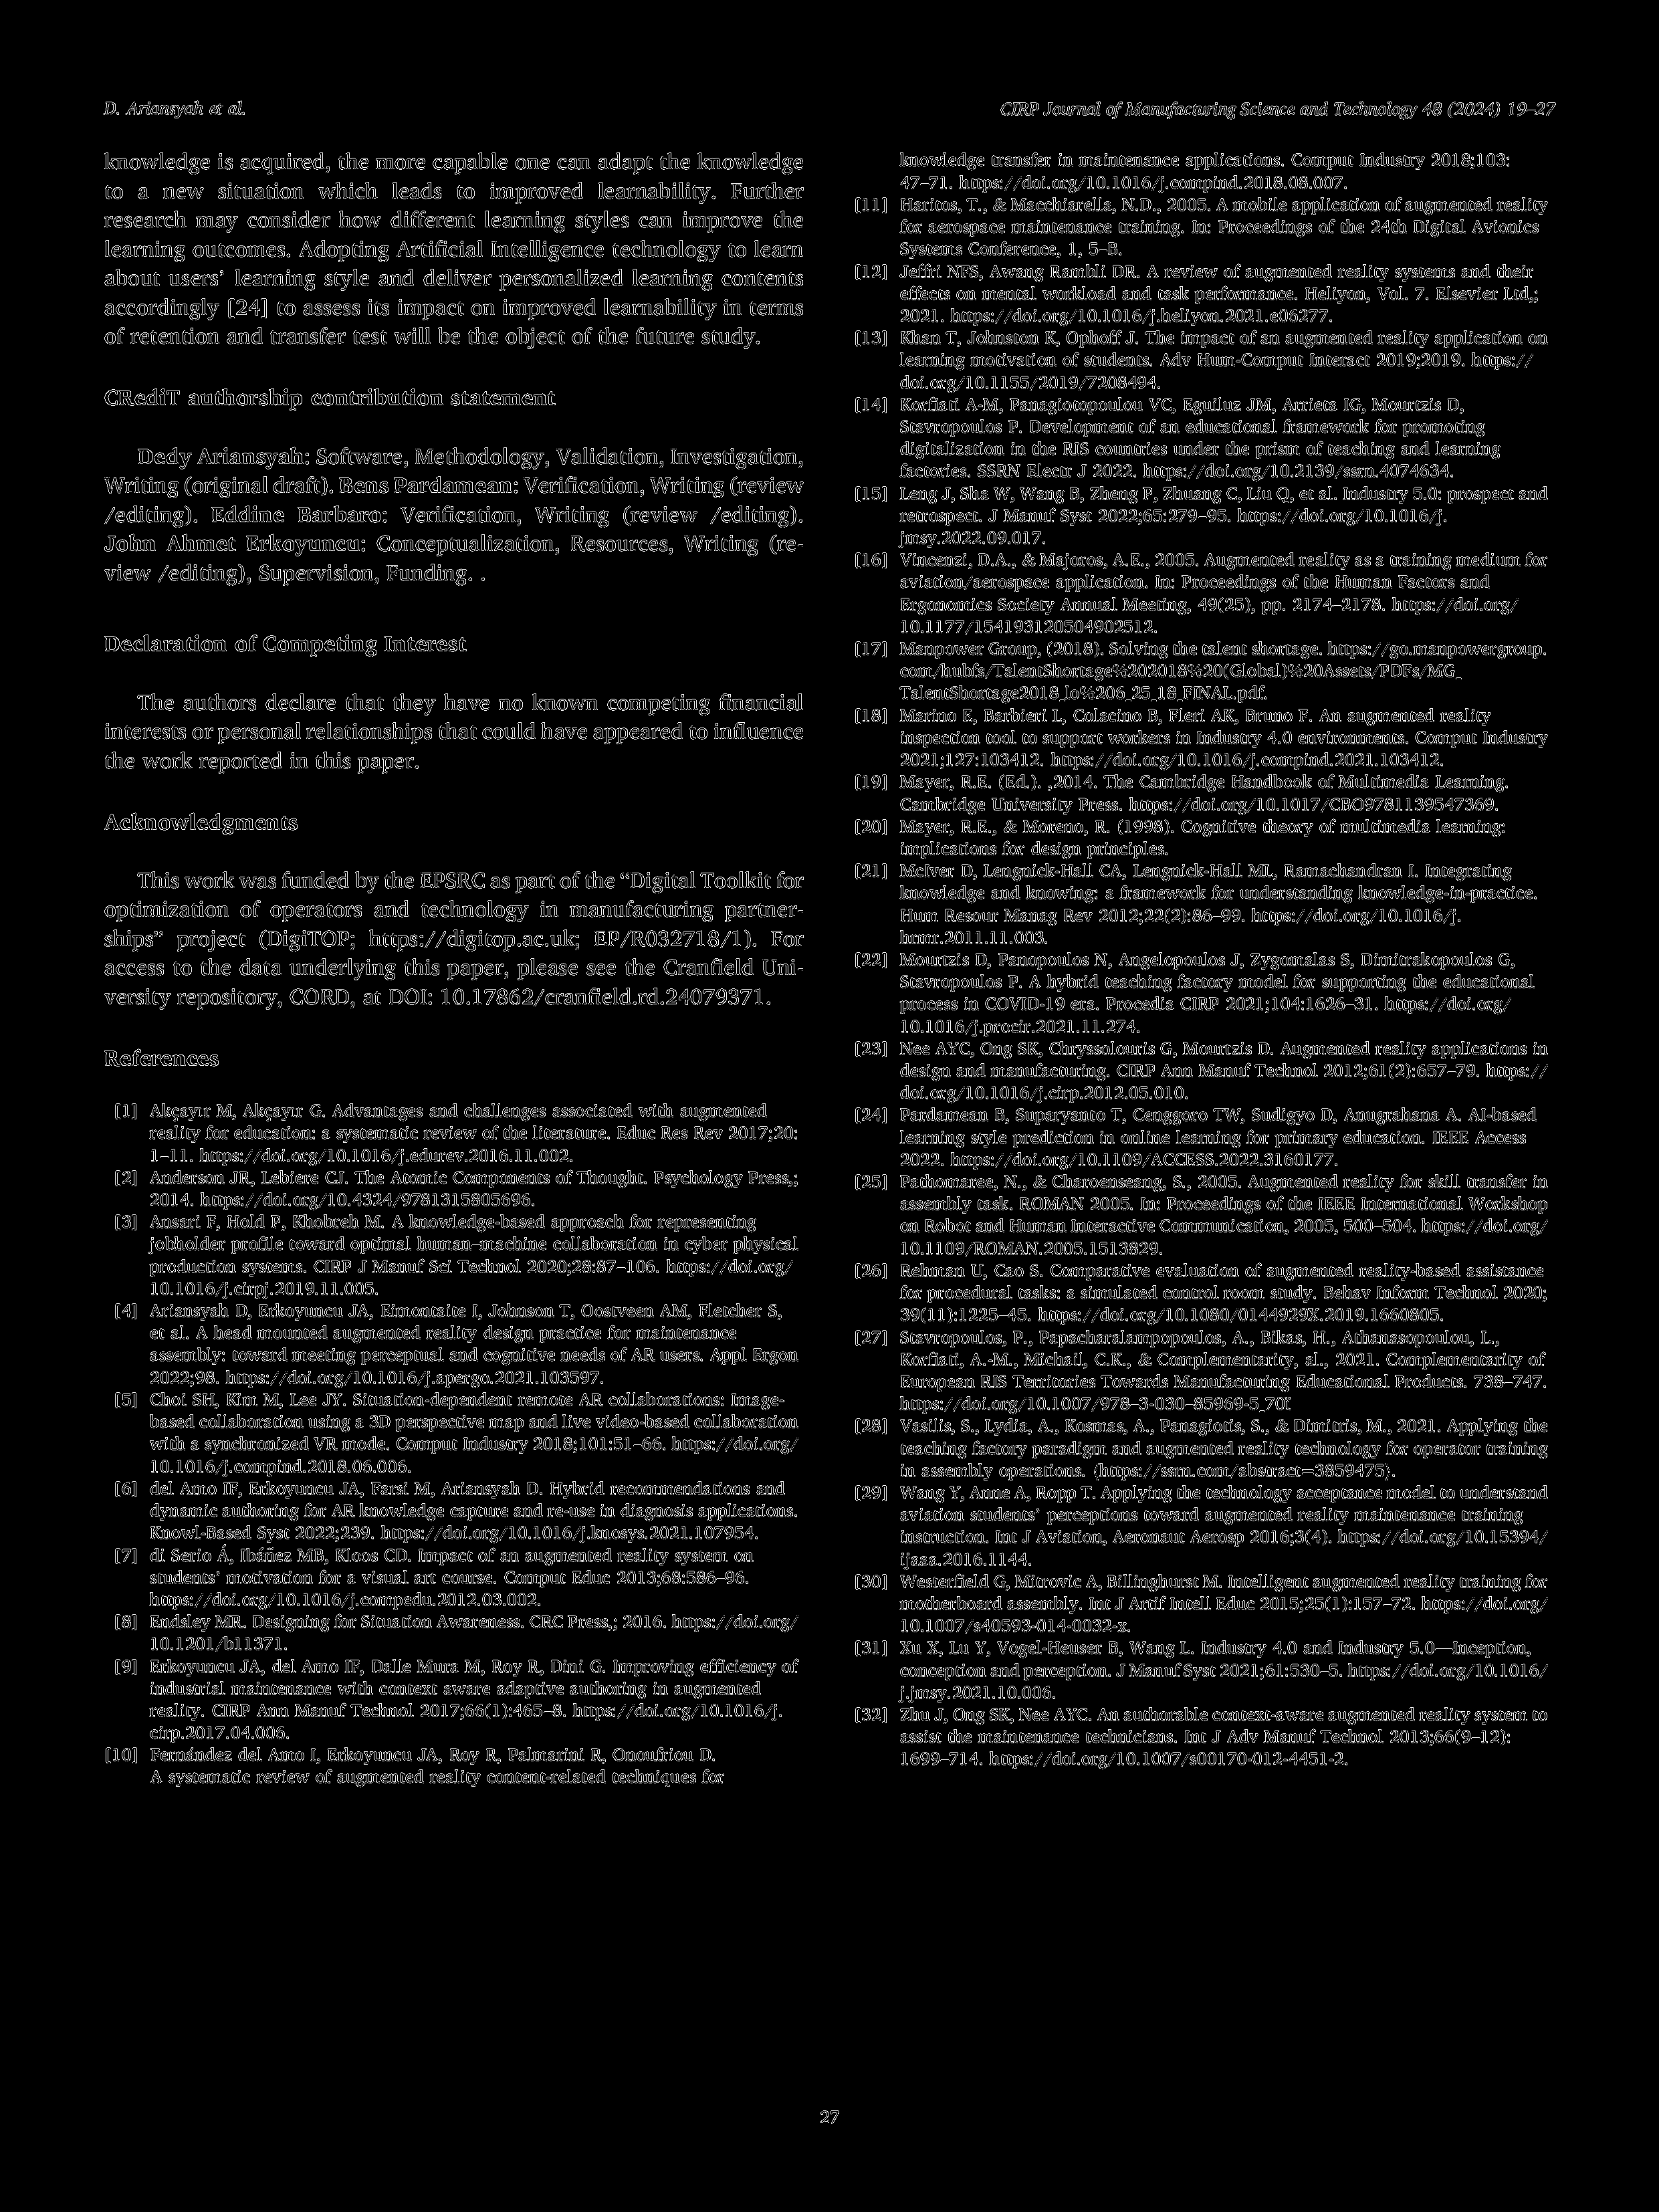 D. Ariansyah et al.
CIRP Journal of Manufacturing Science and Technology 48 (2024) 19–27
knowledge is acquired, the more capable one can adapt the knowledge
to a new situation which leads to improved learnability. Further
research may consider how different learning styles can improve the
learning outcomes. Adopting Artificial Intelligence technology to learn
about users’ learning style and deliver personalized learning contents
accordingly [24] to assess its impact on improved learnability in terms
of retention and transfer test will be the object of the future study.
CRediT authorship contribution statement
Dedy Ariansyah: Software, Methodology, Validation, Investigation,
Writing (original draft). Bens Pardamean: Verification, Writing (review
/editing). Eddine Barbaro: Verification, Writing (review /editing).
John Ahmet Erkoyuncu: Conceptualization, Resources, Writing (re-
view /editing), Supervision, Funding. .
Declaration of Competing Interest
The authors declare that they have no known competing financial
interests or personal relationships that could have appeared to influence
the work reported in this paper.
Acknowledgments
This work was funded by the EPSRC as part of the “Digital Toolkit for
optimization of operators and technology in manufacturing partner-
ships” project (DigiTOP; https://digitop.ac.uk; EP/R032718/1). For
access to the data underlying this paper, please see the Cranfield Uni-
versity repository, CORD, at DOI: 10.17862/cranfield.rd.24079371.
References
[1] Akçayır M, Akçayır G. Advantages and challenges associated with augmented
reality for education: a systematic review of the literature. Educ Res Rev 2017;20:
1–11. https://doi.org/10.1016/j.edurev.2016.11.002.
[2] Anderson JR, Lebiere CJ. The Atomic Components of Thought. Psychology Press,;
2014. https://doi.org/10.4324/9781315805696.
[3] Ansari F, Hold P, Khobreh M. A knowledge-based approach for representing
jobholder profile toward optimal human–machine collaboration in cyber physical
production systems. CIRP J Manuf Sci Technol 2020;28:87–106. https://doi.org/
10.1016/j.cirpj.2019.11.005.
[4] Ariansyah D, Erkoyuncu JA, Eimontaite I, Johnson T, Oostveen AM, Fletcher S,
et al. A head mounted augmented reality design practice for maintenance
assembly: toward meeting perceptual and cognitive needs of AR users. Appl Ergon
2022;98. https://doi.org/10.1016/j.apergo.2021.103597.
[5] Choi SH, Kim M, Lee JY. Situation-dependent remote AR collaborations: Image-
based collaboration using a 3D perspective map and live video-based collaboration
with a synchronized VR mode. Comput Industry 2018;101:51–66. https://doi.org/
10.1016/j.compind.2018.06.006.
[6] del Amo IF, Erkoyuncu JA, Farsi M, Ariansyah D. Hybrid recommendations and
dynamic authoring for AR knowledge capture and re-use in diagnosis applications.
Knowl-Based Syst 2022;239. https://doi.org/10.1016/j.knosys.2021.107954.
[7] di Serio Á, Ibáñez MB, Kloos CD. Impact of an augmented reality system on
students’ motivation for a visual art course. Comput Educ 2013;68:586–96.
https://doi.org/10.1016/j.compedu.2012.03.002.
[8] Endsley MR. Designing for Situation Awareness. CRC Press,; 2016. https://doi.org/
10.1201/b11371.
[9] Erkoyuncu JA, del Amo IF, Dalle Mura M, Roy R, Dini G. Improving efficiency of
industrial maintenance with context aware adaptive authoring in augmented
reality. CIRP Ann Manuf Technol 2017;66(1):465–8. https://doi.org/10.1016/j.
cirp.2017.04.006.
[10] Fernández del Amo I, Erkoyuncu JA, Roy R, Palmarini R, Onoufriou D.
A systematic review of augmented reality content-related techniques for
knowledge transfer in maintenance applications. Comput Industry 2018;103:
47–71. https://doi.org/10.1016/j.compind.2018.08.007.
[11] Haritos, T., & Macchiarella, N.D., 2005. A mobile application of augmented reality
for aerospace maintenance training. In: Proceedings of the 24th Digital Avionics
Systems Conference, 1, 5–B.
[12] Jeffri NFS, Awang Rambli DR. A review of augmented reality systems and their
effects on mental workload and task performance. Heliyon, Vol. 7. Elsevier Ltd,;
2021. https://doi.org/10.1016/j.heliyon.2021.e06277.
[13] Khan T, Johnston K, Ophoff J. The impact of an augmented reality application on
learning motivation of students. Adv Hum-Comput Interact 2019;2019. https://
doi.org/10.1155/2019/7208494.
[14] Korfiati A-M, Panagiotopoulou VC, Eguiluz JM, Arrieta IG, Mourtzis D,
Stavropoulos P. Development of an educational framework for promoting
digitalization in the RIS countries under the prism of teaching and learning
factories. SSRN Electr J 2022. https://doi.org/10.2139/ssrn.4074634.
[15] Leng J, Sha W, Wang B, Zheng P, Zhuang C, Liu Q, et al. Industry 5.0: prospect and
retrospect. J Manuf Syst 2022;65:279–95. https://doi.org/10.1016/j.
jmsy.2022.09.017.
[16] Vincenzi, D.A., & Majoros, A.E., 2005. Augmented reality as a training medium for
aviation/aerospace application. In: Proceedings of the Human Factors and
Ergonomics Society Annual Meeting, 49(25), pp. 2174–2178. https://doi.org/
10.1177/154193120504902512.
[17] Manpower Group, (2018). Solving the talent shortage. https://go.manpowergroup.
com/hubfs/TalentShortage%202018%20(Global)%20Assets/PDFs/MG_
TalentShortage2018_lo%206_25_18_FINAL.pdf.
[18] Marino E, Barbieri L, Colacino B, Fleri AK, Bruno F. An augmented reality
inspection tool to support workers in Industry 4.0 environments. Comput Industry
2021;127:103412. https://doi.org/10.1016/j.compind.2021.103412.
[19] Mayer, R.E. (Ed.). ,2014. The Cambridge Handbook of Multimedia Learning.
Cambridge University Press. https://doi.org/10.1017/CBO9781139547369.
[20] Mayer, R.E., & Moreno, R. (1998). Cognitive theory of multimedia learning:
implications for design principles.
[21] McIver D, Lengnick-Hall CA, Lengnick-Hall ML, Ramachandran I. Integrating
knowledge and knowing: a framework for understanding knowledge-in-practice.
Hum Resour Manag Rev 2012;22(2):86–99. https://doi.org/10.1016/j.
hrmr.2011.11.003.
[22] Mourtzis D, Panopoulos N, Angelopoulos J, Zygomalas S, Dimitrakopoulos G,
Stavropoulos P. A hybrid teaching factory model for supporting the educational
process in COVID-19 era. Procedia CIRP 2021;104:1626–31. https://doi.org/
10.1016/j.procir.2021.11.274.
[23] Nee AYC, Ong SK, Chryssolouris G, Mourtzis D. Augmented reality applications in
design and manufacturing. CIRP Ann Manuf Technol 2012;61(2):657–79. https://
doi.org/10.1016/j.cirp.2012.05.010.
[24] Pardamean B, Suparyanto T, Cenggoro TW, Sudigyo D, Anugrahana A. AI-based
learning style prediction in online learning for primary education. IEEE Access
2022. https://doi.org/10.1109/ACCESS.2022.3160177.
[25] Pathomaree, N., & Charoenseang, S., 2005. Augmented reality for skill transfer in
assembly task. ROMAN 2005. In: Proceedings of the IEEE International Workshop
on Robot and Human Interactive Communication, 2005, 500–504. https://doi.org/
10.1109/ROMAN.2005.1513829.
[26] Rehman U, Cao S. Comparative evaluation of augmented reality-based assistance
for procedural tasks: a simulated control room study. Behav Inform Technol 2020;
39(11):1225–45. https://doi.org/10.1080/0144929X.2019.1660805.
[27] Stavropoulos, P., Papacharalampopoulos, A., Bikas, H., Athanasopoulou, L.,
Korfiati, A.-M., Michail, C.K., & Complementarity, al., 2021. Complementarity of
European RIS Territories Towards Manufacturing Educational Products. 738–747.
https://doi.org/10.1007/978–3-030–85969-5_70ï
[28] Vasilis, S., Lydia, A., Kosmas, A., Panagiotis, S., & Dimitris, M., 2021. Applying the
teaching factory paradigm and augmented reality technology for operator training
in assembly operations. 〈https://ssrn.com/abstract=3859475〉.
[29] Wang Y, Anne A, Ropp T. Applying the technology acceptance model to understand
aviation students’ perceptions toward augmented reality maintenance training
instruction. Int J Aviation, Aeronaut Aerosp 2016;3(4). https://doi.org/10.15394/
ijaaa.2016.1144.
[30] Westerfield G, Mitrovic A, Billinghurst M. Intelligent augmented reality training for
motherboard assembly. Int J Artif Intell Educ 2015;25(1):157–72. https://doi.org/
10.1007/s40593-014-0032-x.
[31] Xu X, Lu Y, Vogel-Heuser B, Wang L. Industry 4.0 and Industry 5.0—Inception,
conception and perception. J Manuf Syst 2021;61:530–5. https://doi.org/10.1016/
j.jmsy.2021.10.006.
[32] Zhu J, Ong SK, Nee AYC. An authorable context-aware augmented reality system to
assist the maintenance technicians. Int J Adv Manuf Technol 2013;66(9–12):
1699–714. https://doi.org/10.1007/s00170-012-4451-2.
27